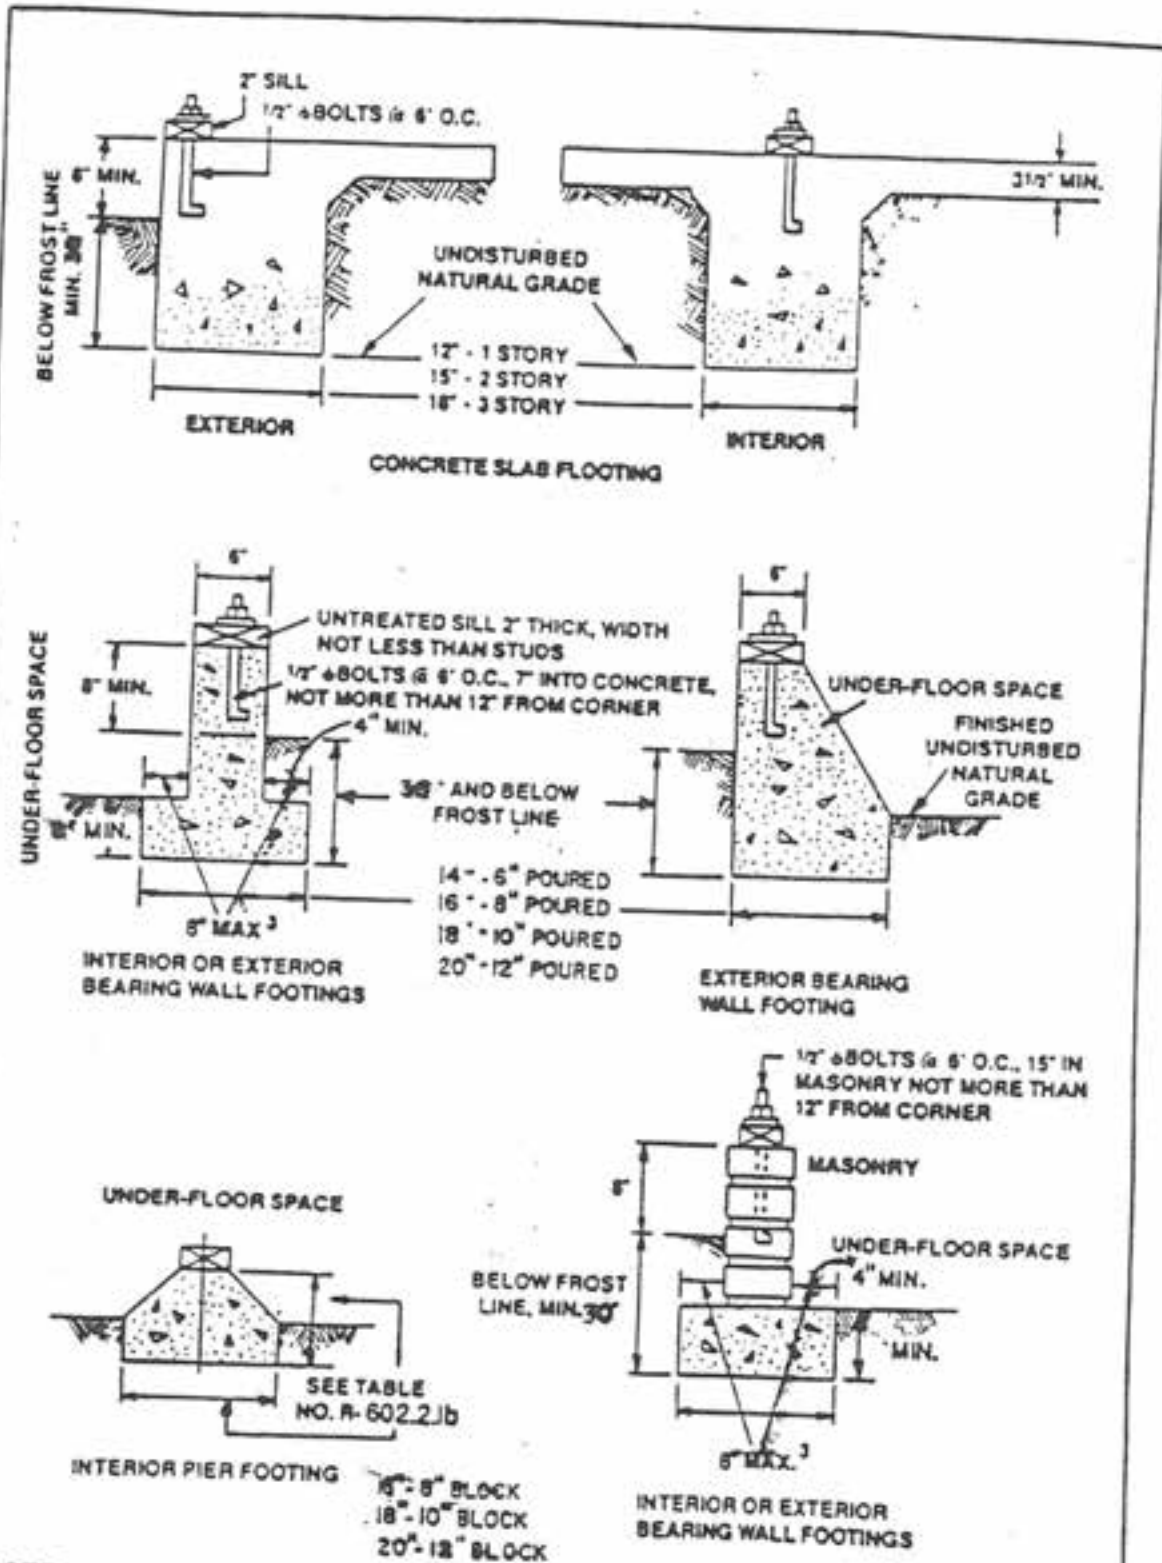 2" SILL
1/2" ϕBOLTS @ 6' O.C.
6" MIN.
3 1/2" MIN.
BELOW FROST LINE
MIN.
UNDISTURBED
NATURAL GRADE
12" - 1 STORY
15" - 2 STORY
18" - 3 STORY
EXTERIOR
INTERIOR
CONCRETE SLAB FLOOTING
6"
6"
UNDER-FLOOR SPACE
UNTREATED SILL 2" THICK, WIDTH
NOT LESS THAN STUDS
8" MIN.
1/2" ϕBOLTS @ 6' O.C., 7" INTO CONCRETE,
NOT MORE THAN 12" FROM CORNER
4" MIN.
UNDER-FLOOR SPACE
FINISHED
UNDISTURBED
NATURAL
GRADE
AND BELOW
FROST LINE
MIN.
14" - 6" POURED
16" - 8" POURED
18" - 10" POURED
20" - 12" POURED
8" MAX 3
INTERIOR OR EXTERIOR
BEARING WALL FOOTINGS
EXTERIOR BEARING
WALL FOOTING
1/2" ϕBOLTS @ 6' O.C., 15" IN
MASONRY NOT MORE THAN
12" FROM CORNER
MASONRY
UNDER-FLOOR SPACE
UNDER-FLOOR SPACE
4" MIN.
BELOW FROST
LINE, MIN. 30"
MIN.
SEE TABLE
NO. R-602.2.1b
8" MAX. 3
INTERIOR PIER FOOTING
16" - 8" BLOCK
18" - 10" BLOCK
20" - 12" BLOCK
INTERIOR OR EXTERIOR
BEARING WALL FOOTINGS